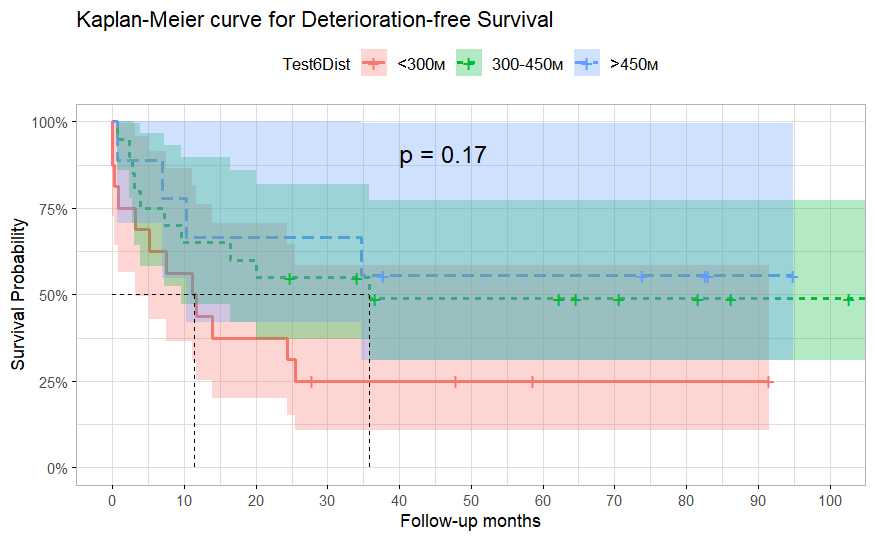 Kaplan-Meier curve for Deterioration-free Survival
Test6Dist <300м 300-450м >450м
p = 0.17
Survival Probability
100%
75%
50%
25%
0%
0 10 20 30 40 50 60 70 80 90 100
Follow-up months